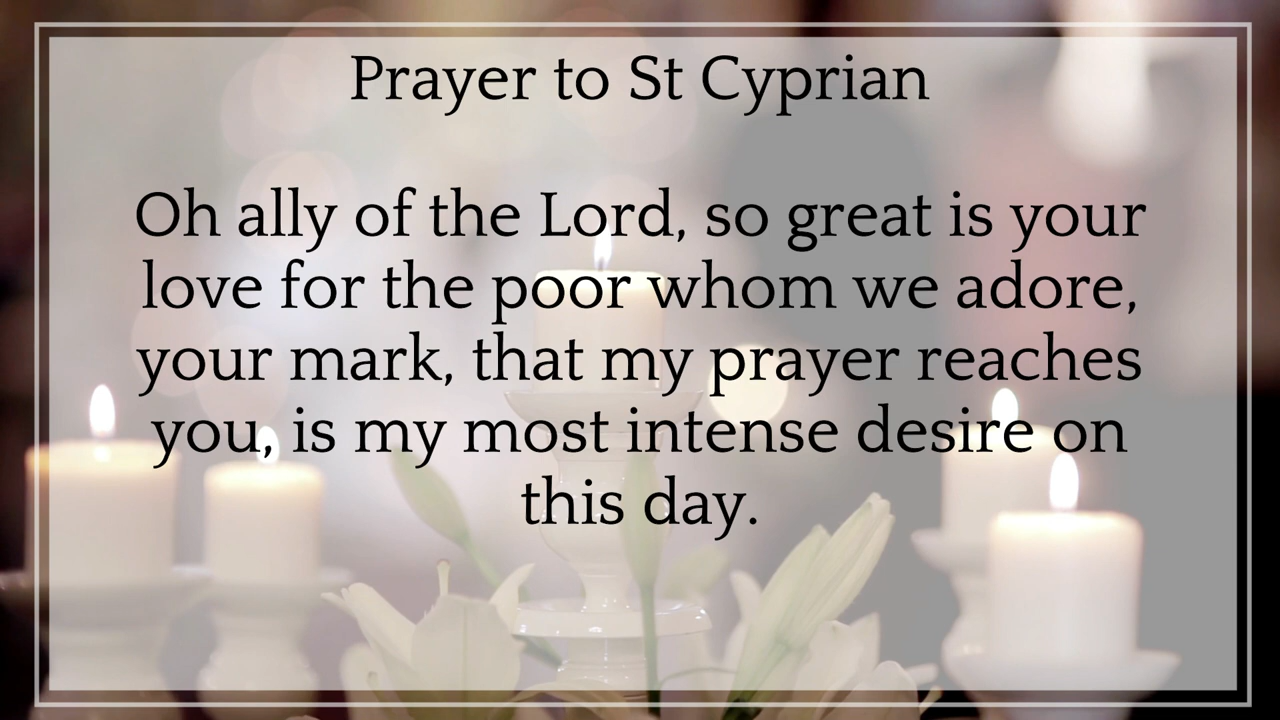 Prayer to St Cyprian
Oh ally of the Lord, so great is your
love for the poor whom we adore,
your mark, that my prayer reaches
you, is my most intense desire on
this day.